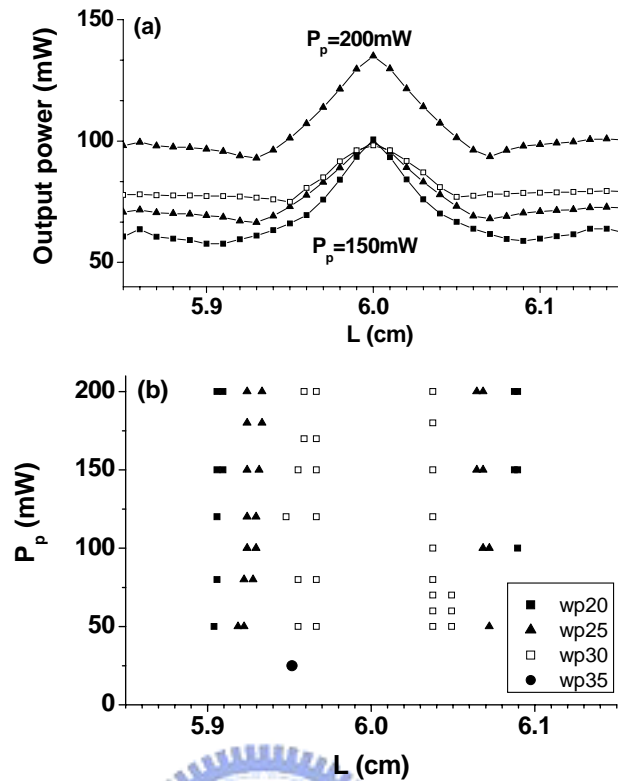 (a)
P_p=200mW
150
100
50
Output power (mW)
P_p=150mW
5.9 6.0 6.1
L (cm)
(b)
200
150
100
50
0
P_p (mW)
wp20
wp25
wp30
wp35
5.9 6.0 6.1
L (cm)